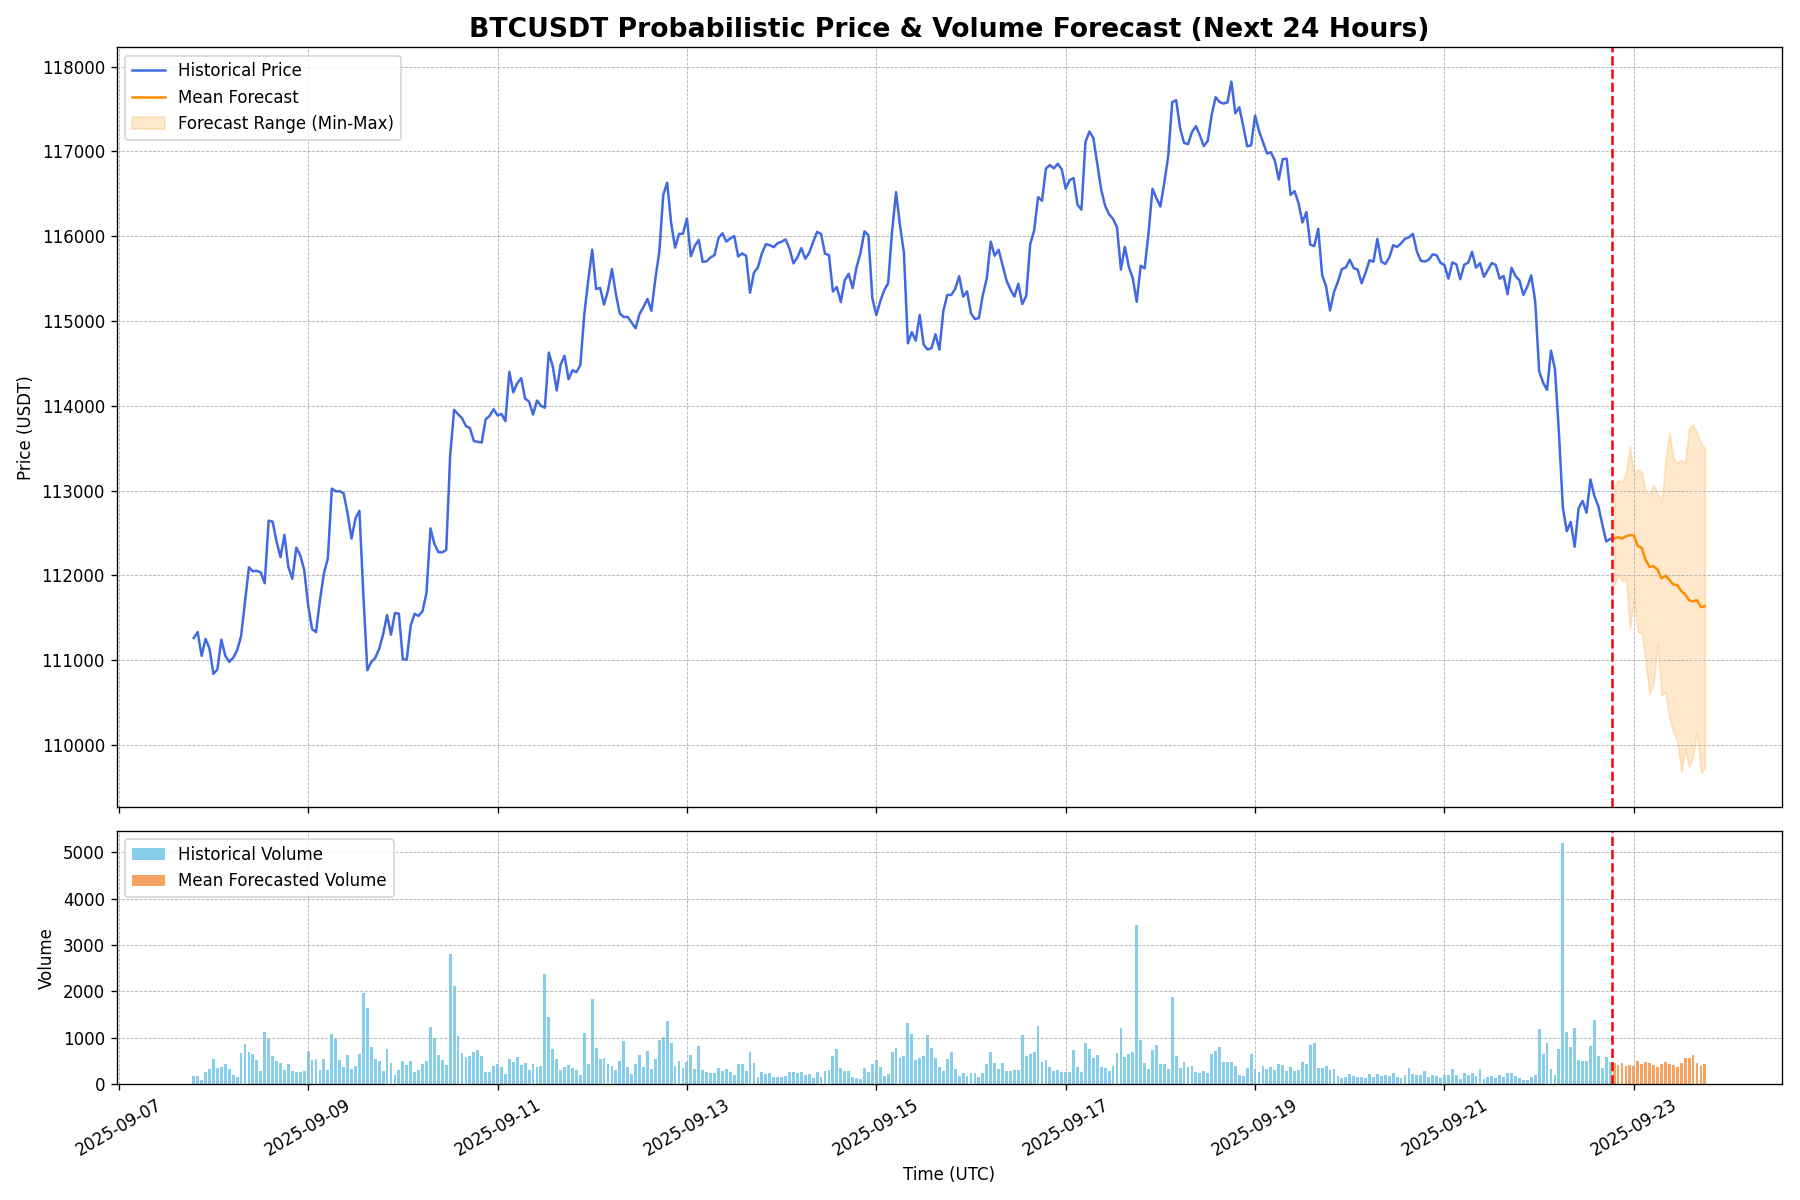 BTCUSDT Probabilistic Price & Volume Forecast (Next 24 Hours)
Historical Price
Mean Forecast
Forecast Range (Min-Max)
118000
117000
116000
115000
114000
113000
112000
111000
110000
Price (USDT)
Historical Volume
Mean Forecasted Volume
5000
4000
3000
2000
1000
0
Volume
2025-09-07
2025-09-09
2025-09-11
2025-09-13
2025-09-15
2025-09-17
2025-09-19
2025-09-21
2025-09-23
Time (UTC)